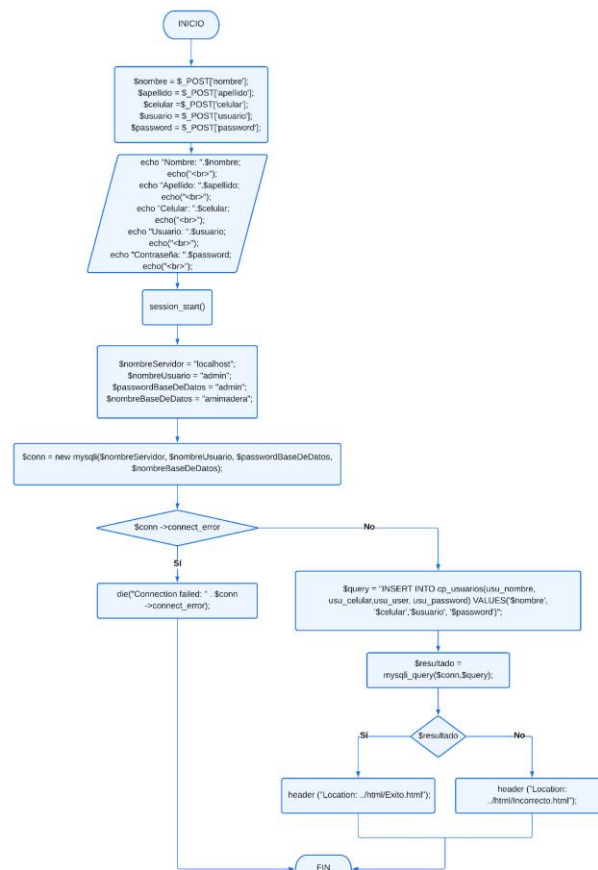 INICIO
$nombre = $_POST['nombre'];
$apellido = $_POST['apellido'];
$celular =$_POST['celular'];
$usuario = $_POST['usuario'];
$password = $_POST['password'];
echo "Nombre: ".$nombre;
echo("<br>");
echo "Apellido: ".$apellido;
echo("<br>");
echo "Celular: ".$celular;
echo("<br>");
echo "Usuario: ".$usuario;
echo("<br>");
echo "Contraseña: ".$password;
echo("<br>");
session_start()
$nombreServidor = "localhost";
$nombreUsuario = "admin";
$passwordBaseDeDatos = "admin";
$nombreBaseDeDatos = "amimadera";
$conn = new mysqli($nombreServidor, $nombreUsuario, $passwordBaseDeDatos,
$nombreBaseDeDatos);
$conn ->connect_error
No
Sí
die("Connection failed: " . $conn
->connect_error);
$query = "INSERT INTO cp_usuarios(usu_nombre,
usu_celular,usu_user, usu_password) VALUES('$nombre',
'$celular','$usuario', '$password')";
$resultado =
mysqli_query($conn,$query);
$resultado
Sí
No
header ("Location: ../html/Exito.html");
header ("Location:
../html/Incorrecto.html");
FIN